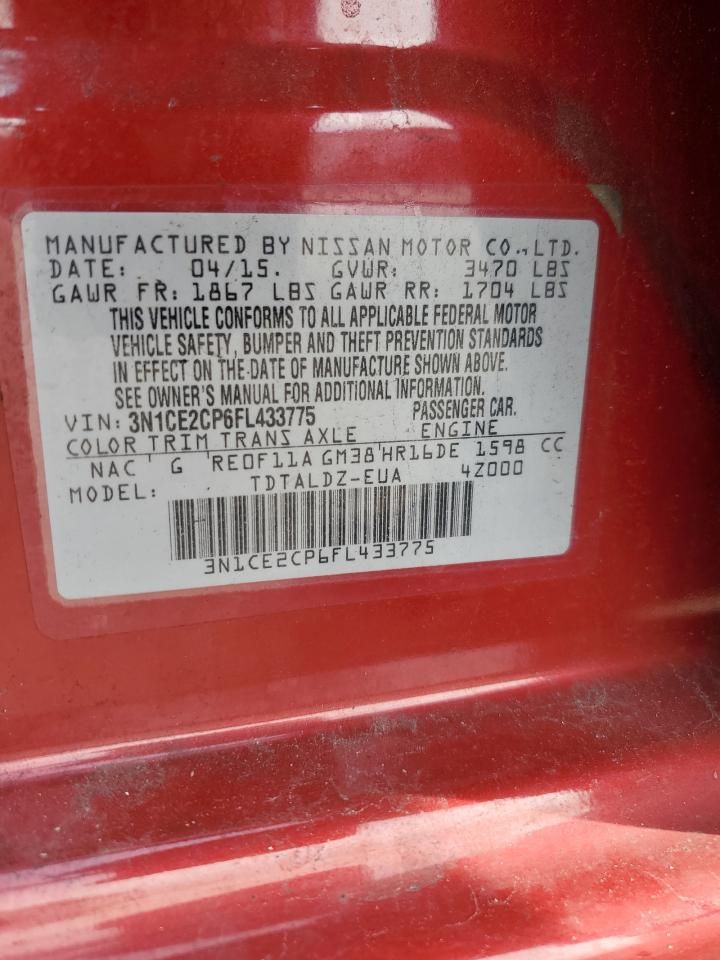 MANUFACTURED BY NISSAN MOTOR CO., LTD.
DATE: 04/15. GVWR: 3470 LBS
GAWR FR: 1867 LBS GAWR RR: 1704 LBS
THIS VEHICLE CONFORMS TO ALL APPLICABLE FEDERAL MOTOR
VEHICLE SAFETY, BUMPER AND THEFT PREVENTION STANDARDS
IN EFFECT ON THE DATE OF MANUFACTURE SHOWN ABOVE.
SEE OWNER'S MANUAL FOR ADDITIONAL INFORMATION.
VIN: 3N1CE2CP6FL433775 PASSENGER CAR.
COLOR TRIM TRANS AXLE ENGINE
NAC ' G 'RE0F11A GM38'HR16DE 1598 CC
MODEL: TDTALDZ-EUA 4Z000
3N1CE2CP6FL433775